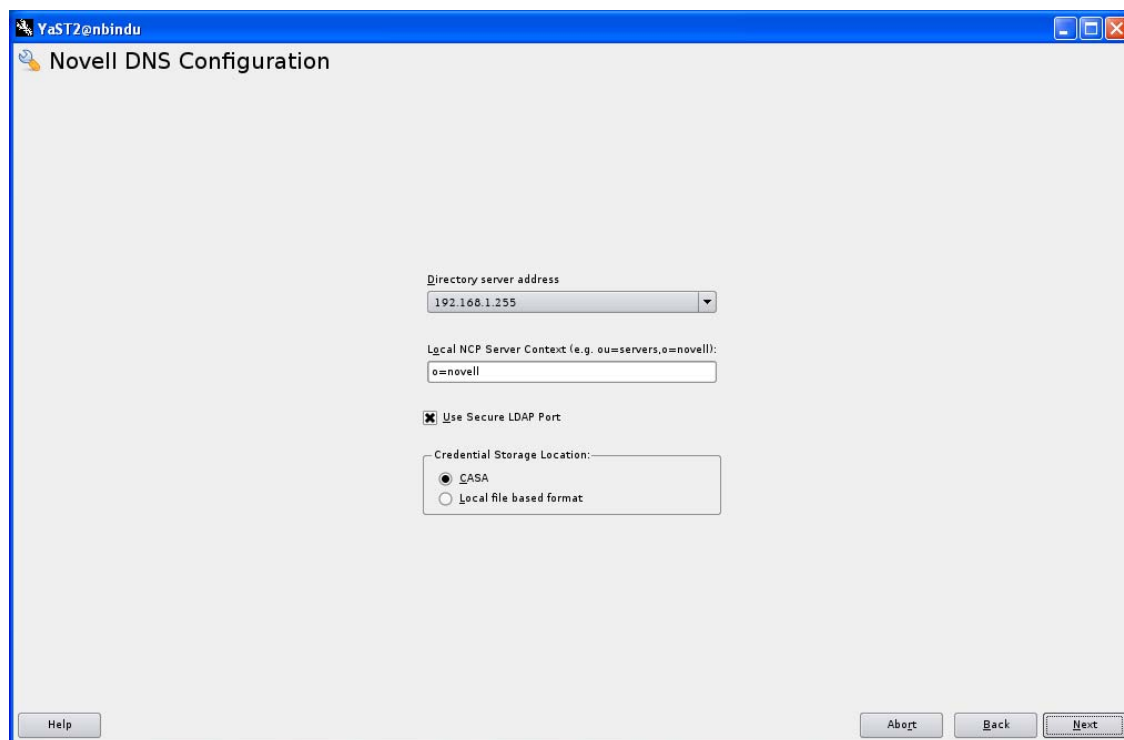 YaST2@nbindu
Novell DNS Configuration
Directory server address
192.168.1.255
Local NCP Server Context (e.g. ou=servers,o=novell):
o=novell
Use Secure LDAP Port
Credential Storage Location:
CASA
Local file based format
Help
Abort
Back
Next